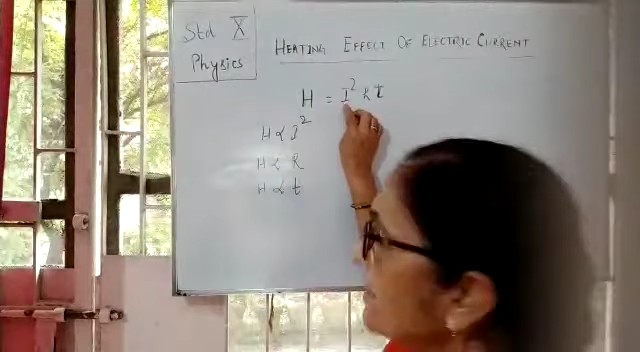 Std X
Physics
HEATING EFFECT OF ELECTRIC CURRENT
H = I² R t
H ∝ I²
H ∝ R
H ∝ t